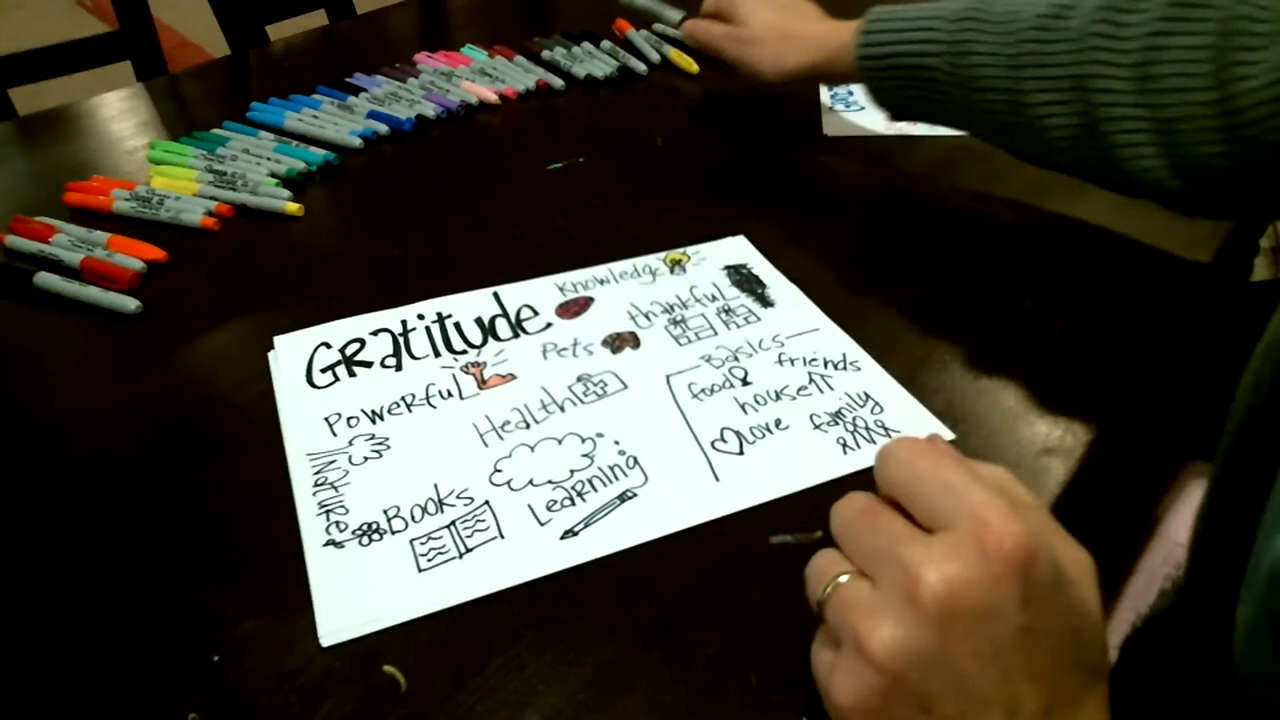 Gratitude
Knowledge
thankful
Pets
Powerful
Health
Basics
food
friends
house
Love
family
Nature
Books
Learning